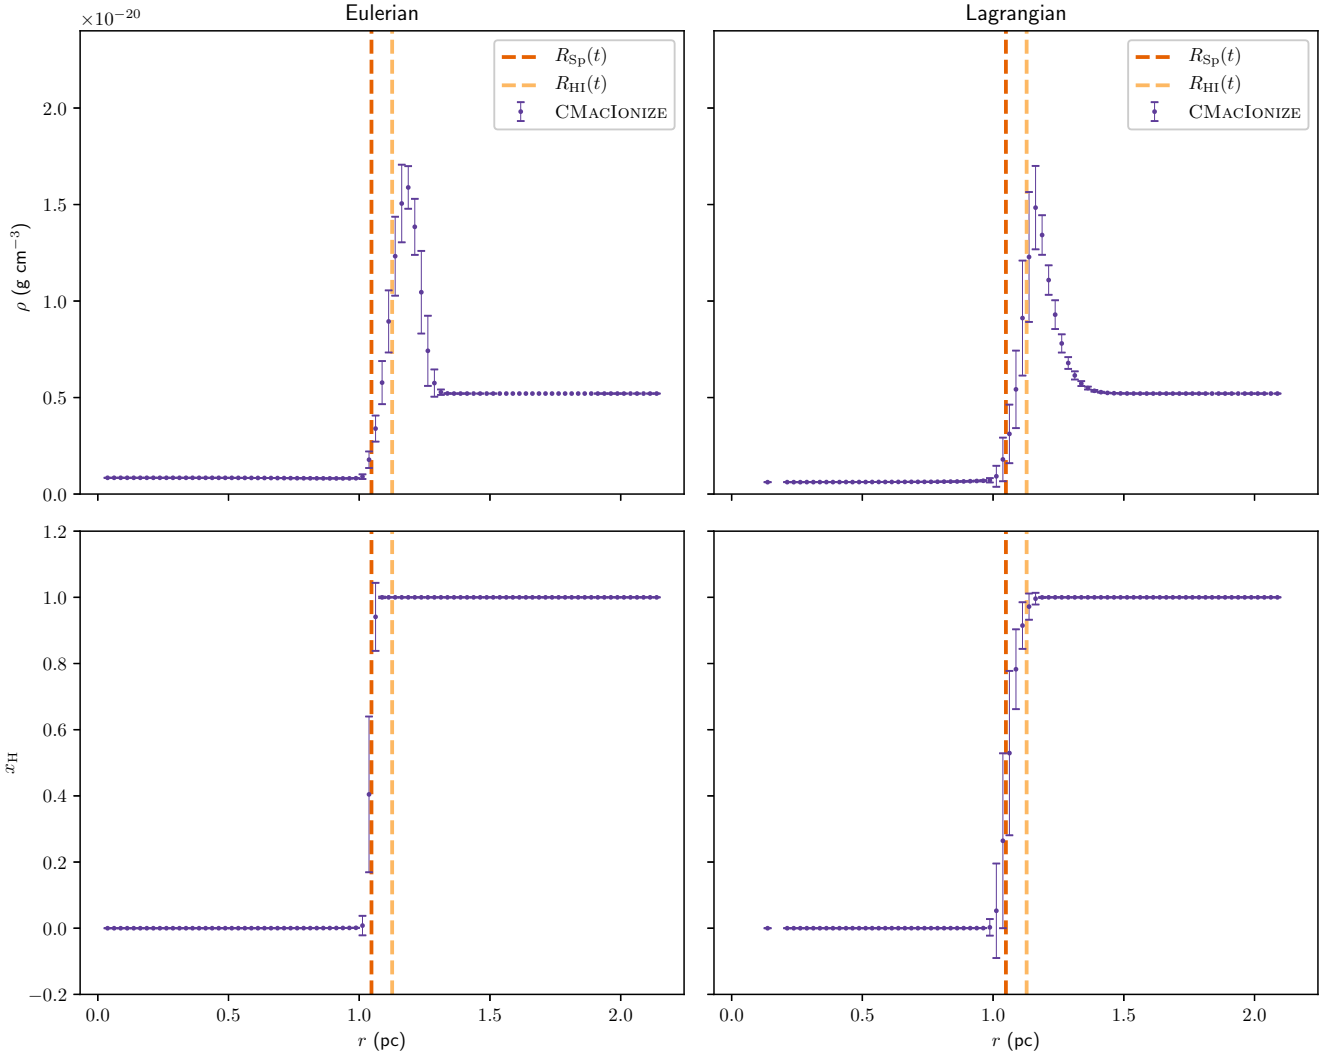 Eulerian
Lagrangian
×10⁻²⁰
R_Sp(t)
R_HI(t)
CMacIonize
R_Sp(t)
R_HI(t)
CMacIonize
ρ (g cm⁻³)
2.0
1.5
1.0
0.5
0.0
x_H
1.2
1.0
0.8
0.6
0.4
0.2
0.0
−0.2
0.0 0.5 1.0 1.5 2.0
0.0 0.5 1.0 1.5 2.0
r (pc)
r (pc)